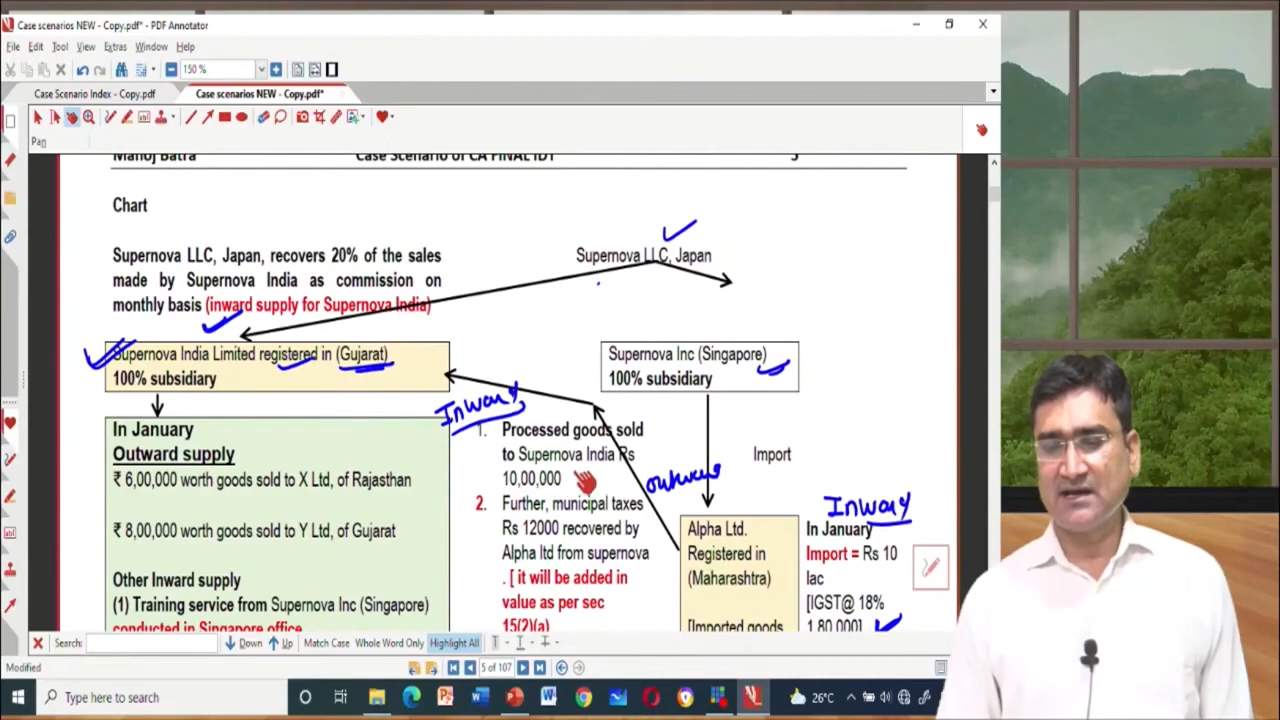 Case scenarios NEW - Copy.pdf* - PDF Annotator
File Edit Tool View Extras Window Help
150 %
Case Scenario Index - Copy.pdf Case scenarios NEW - Copy.pdf*
Pan
Manoj Batra Case Scenario of CA FINAL IDT 5
Chart
Supernova LLC, Japan, recovers 20% of the sales
made by Supernova India as commission on
monthly basis (inward supply for Supernova India)
Supernova LLC, Japan
Supernova India Limited registered in (Gujarat)
100% subsidiary
Supernova Inc (Singapore)
100% subsidiary
Inward
In January
Outward supply
₹ 6,00,000 worth goods sold to X Ltd, of Rajasthan
₹ 8,00,000 worth goods sold to Y Ltd, of Gujarat
Other Inward supply
(1) Training service from Supernova Inc (Singapore)
conducted in Singapore office
1. Processed goods sold
to Supernova India Rs
10,00,000
2. Further, municipal taxes
Rs 12000 recovered by
Alpha ltd from supernova
. [ it will be added in
value as per sec
15(2)(a)
outward
Import
Alpha Ltd.
Registered in
(Maharashtra)
[Imported goods
Inward
In January
Import = Rs 10
lac
[IGST@ 18%
1,80,000]
Search: Down Up Match Case Whole Word Only Highlight All
Modified 5 of 107
Type here to search 26°C